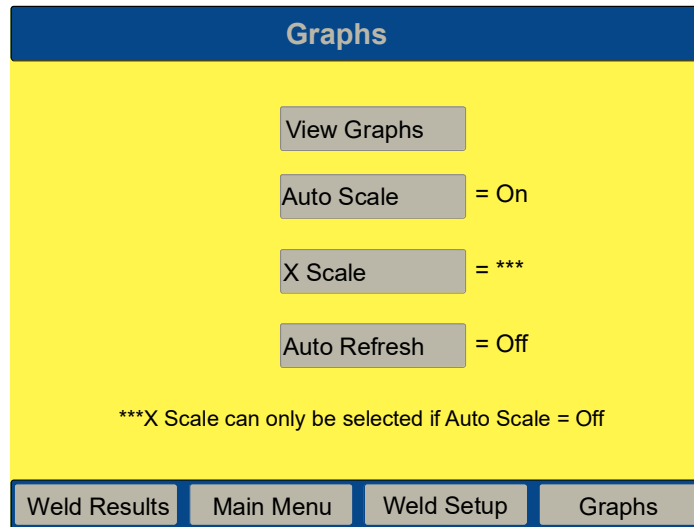 Graphs
View Graphs
Auto Scale = On
X Scale = ***
Auto Refresh = Off
***X Scale can only be selected if Auto Scale = Off
Weld Results Main Menu Weld Setup Graphs